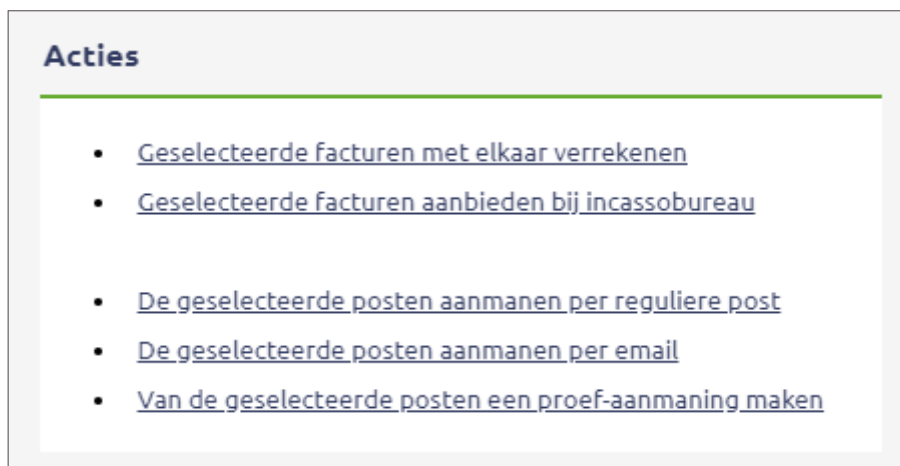 Acties
Geselecteerde facturen met elkaar verrekenen
Geselecteerde facturen aanbieden bij incassobureau
De geselecteerde posten aanmanen per reguliere post
De geselecteerde posten aanmanen per email
Van de geselecteerde posten een proef-aanmaning maken